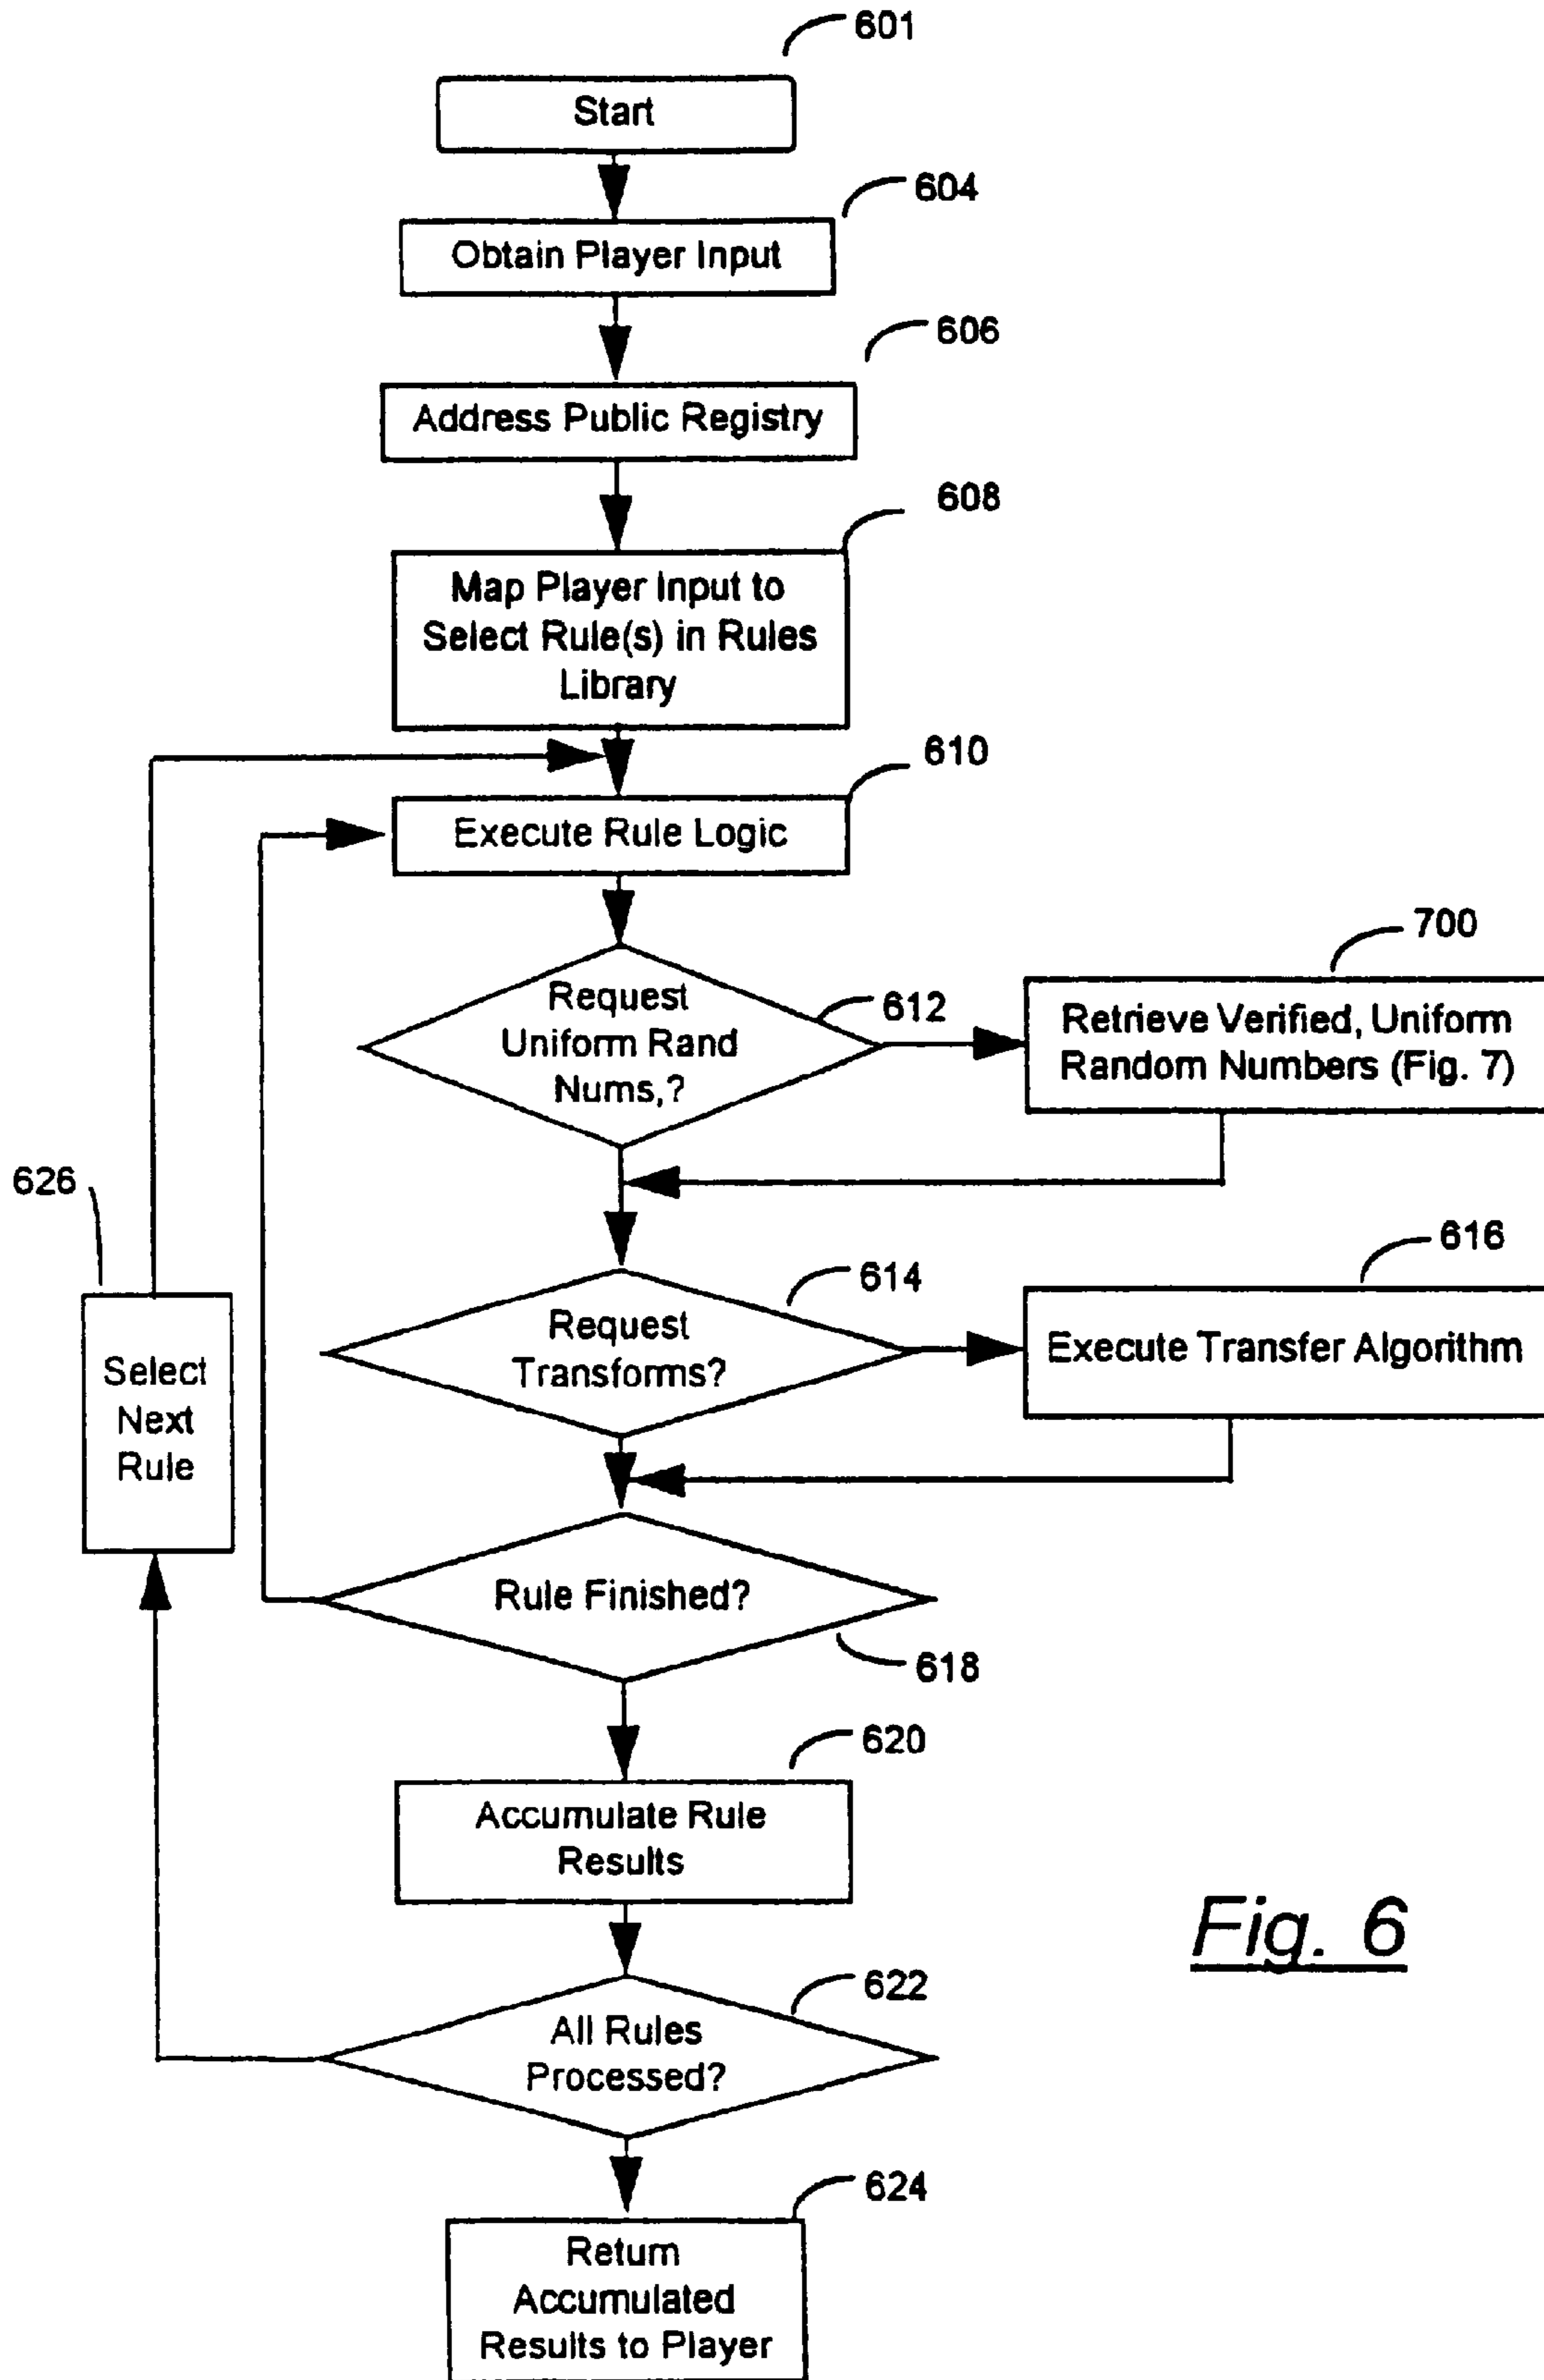 601
Start
604
Obtain Player Input
606
Address Public Registry
608
Map Player Input to
Select Rule(s) in Rules
Library
610
Execute Rule Logic
700
Request
Uniform Rand
Nums,?
612
Retrieve Verified, Uniform
Random Numbers (Fig. 7)
626
616
614
Request
Transforms?
Execute Transfer Algorithm
Select
Next
Rule
Rule Finished?
618
620
Accumulate Rule
Results
Fig. 6
622
All Rules
Processed?
624
Return
Accumulated
Results to Player